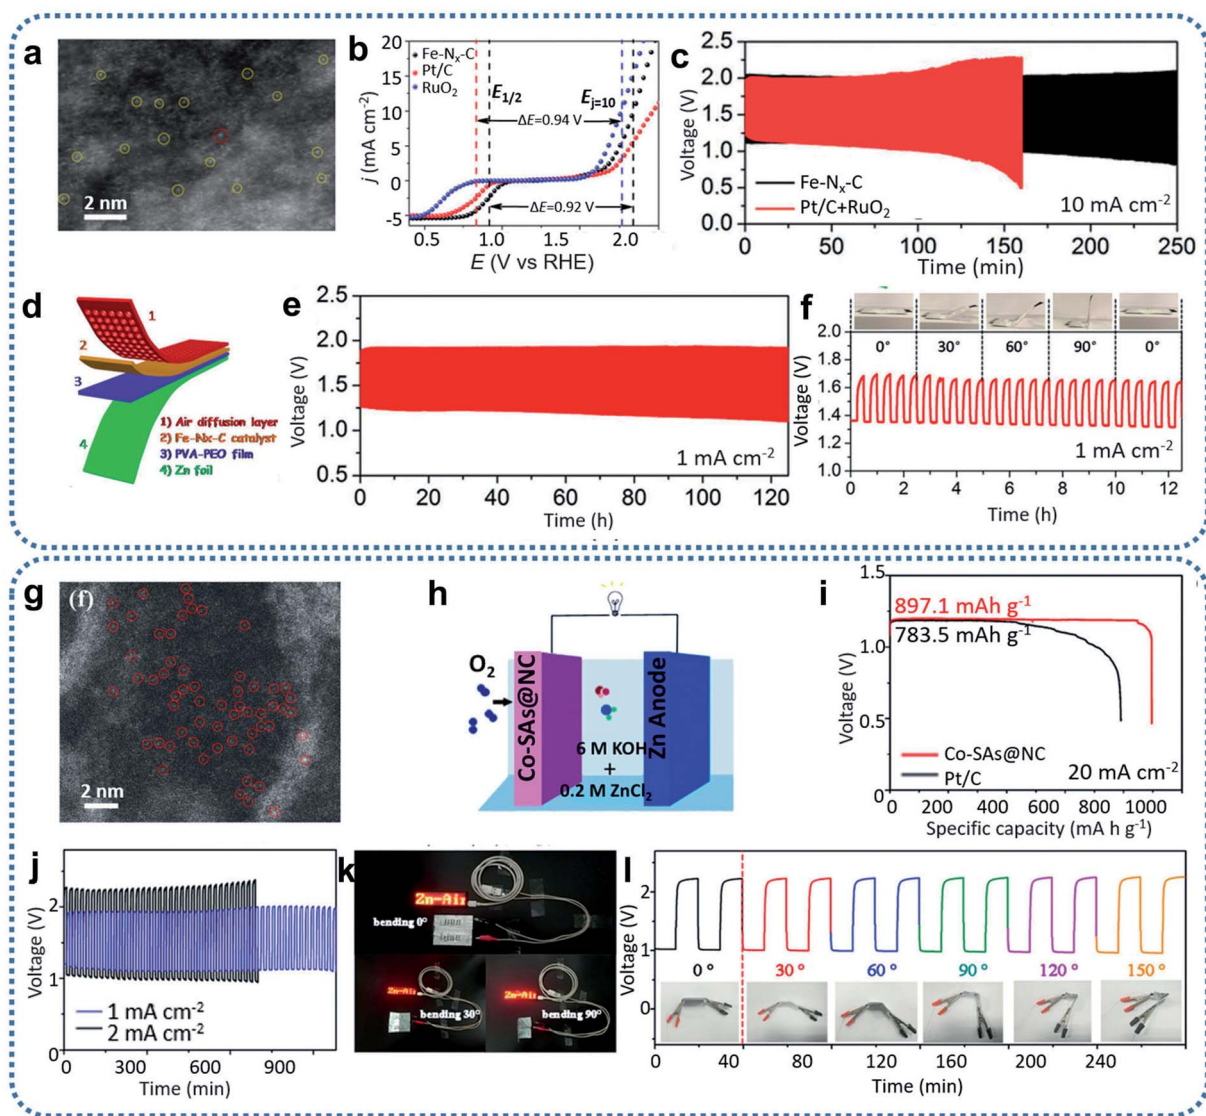 a
2 nm
b
20
15
10
5
0
-5
j (mA cm⁻²)
Fe-Nₓ-C
Pt/C
RuO₂
E₁/₂
Eⱼ₌₁₀
ΔE=0.94 V
ΔE=0.92 V
0.5 1.0 1.5 2.0
E (V vs RHE)
c
2.5
2.0
1.5
1.0
0.5
0.0
Voltage (V)
Fe-Nₓ-C
Pt/C+RuO₂
10 mA cm⁻²
0 50 100 150 200 250
Time (min)
d
1
2
3
4
1) Air diffusion layer
2) Fe-Nx-C catalyst
3) PVA-PEO film
4) Zn foil
e
2.5
2.0
1.5
1.0
0.5
Voltage (V)
1 mA cm⁻²
0 20 40 60 80 100 120
Time (h)
f
0° 30° 60° 90° 0°
2.0
1.8
1.6
1.4
1.2
1.0
Voltage (V)
1 mA cm⁻²
0 2 4 6 8 10 12
Time (h)
g
(f)
2 nm
h
O₂
Co-SAs@NC
Zn Anode
6 M KOH
+
0.2 M ZnCl₂
i
1.5
1.0
0.5
0
Voltage (V)
897.1 mAh g⁻¹
783.5 mAh g⁻¹
Co-SAs@NC
Pt/C
20 mA cm⁻²
0 200 400 600 800 1000
Specific capacity (mA h g⁻¹)
j
2
1
0
Voltage (V)
1 mA cm⁻²
2 mA cm⁻²
0 300 600 900
Time (min)
k
Zn-Air
bending 0°
Zn-Ai
bending 30°
Zn-Ai
bending 90°
l
2
1
0
Voltage (V)
0 ° 30 ° 60 ° 90 ° 120 ° 150 °
0 20 40 80 120 140 200 240
Time (min)